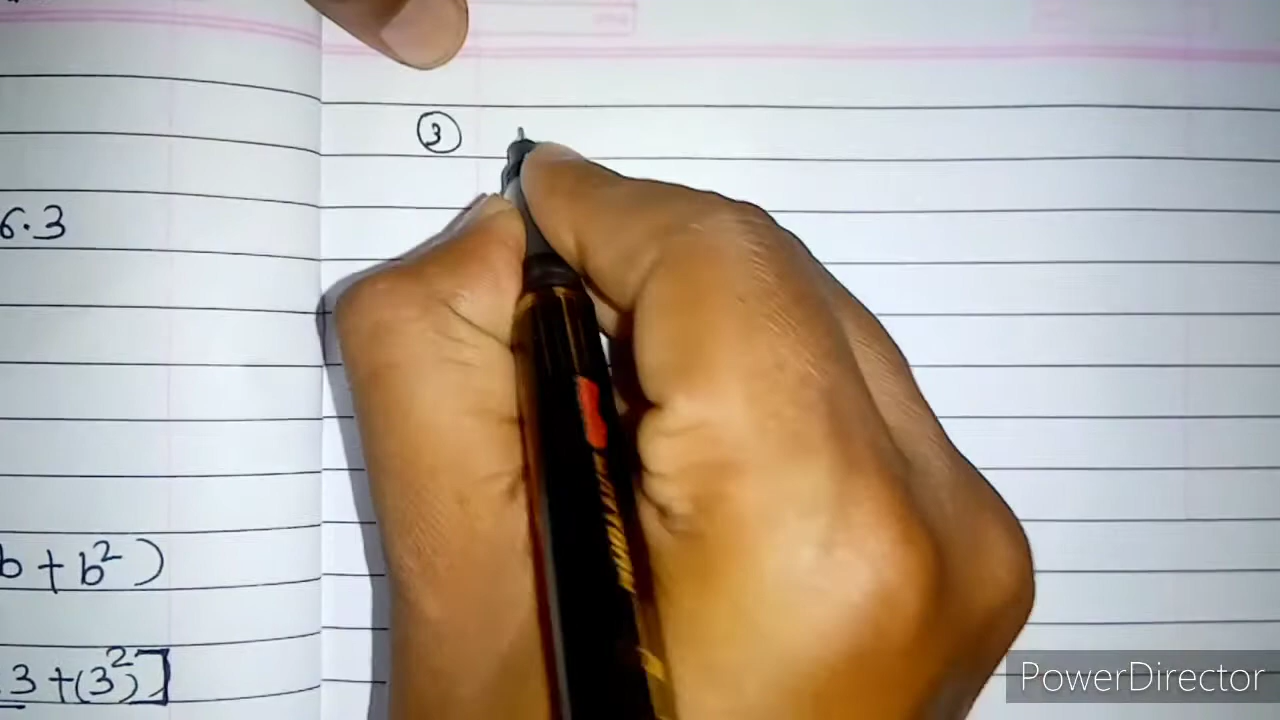 6.3
b + b²)
.3 + (3²)]
③
PowerDirector